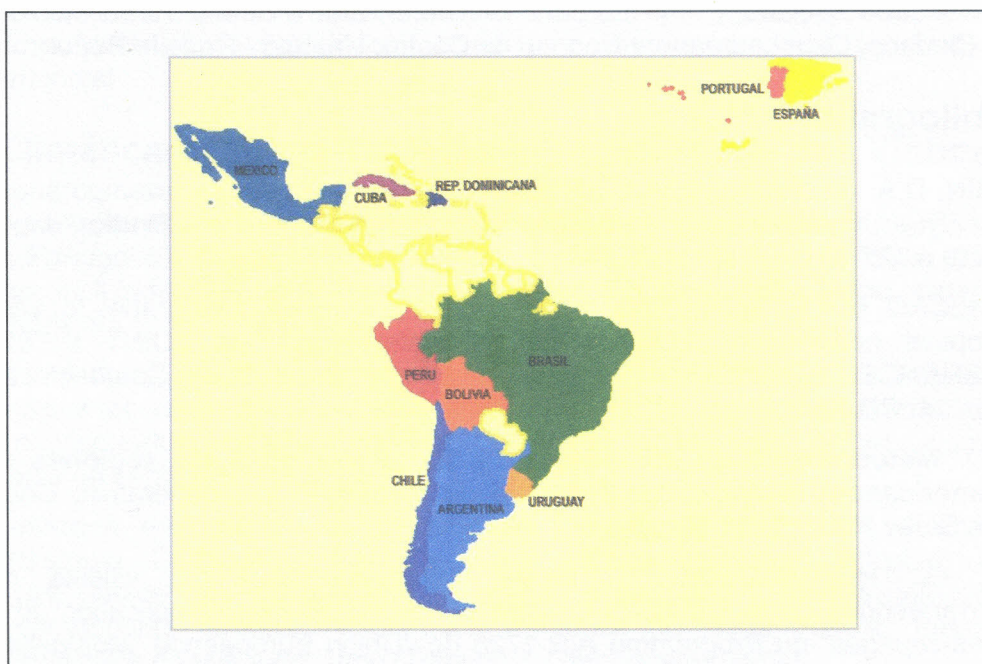 PORTUGAL
ESPAÑA
MEXICO
CUBA
REP. DOMINICANA
BRASIL
PERU
BOLIVIA
CHILE
ARGENTINA
URUGUAY